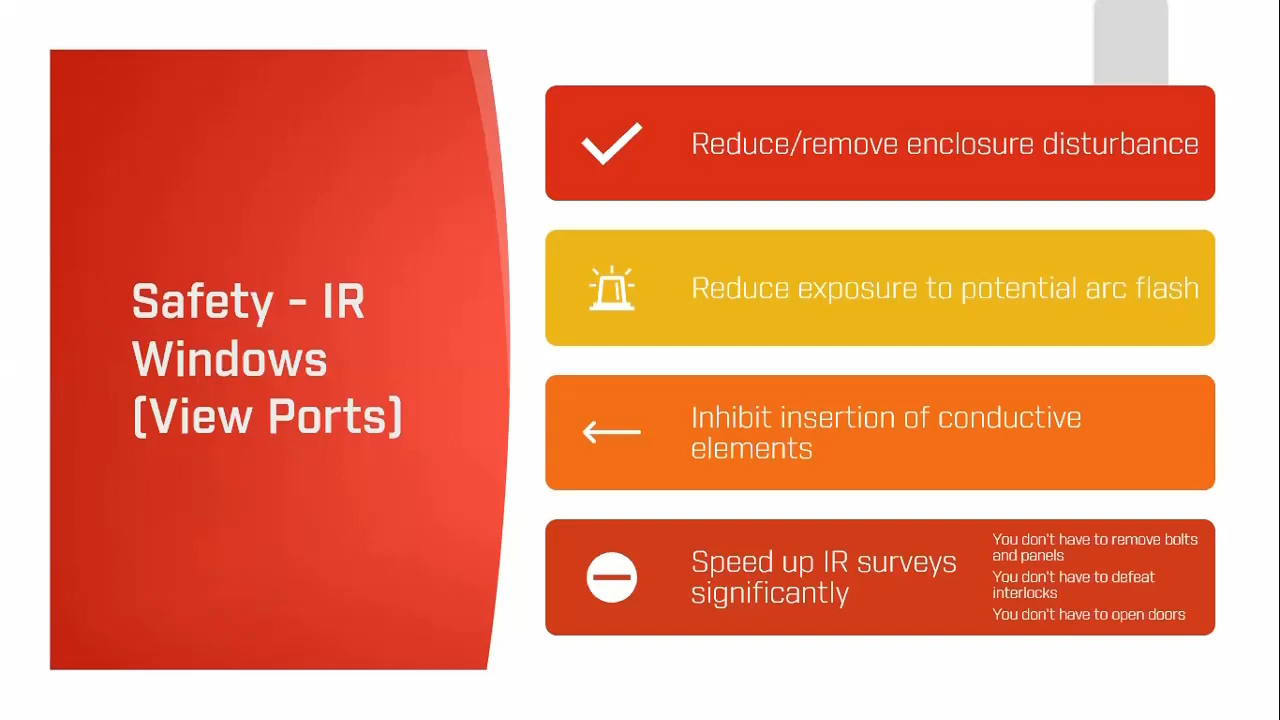 Safety - IR
Windows
(View Ports)
Reduce/remove enclosure disturbance
Reduce exposure to potential arc flash
Inhibit insertion of conductive
elements
Speed up IR surveys
significantly
You don't have to remove bolts
and panels
You don't have to defeat
interlocks
You don't have to open doors